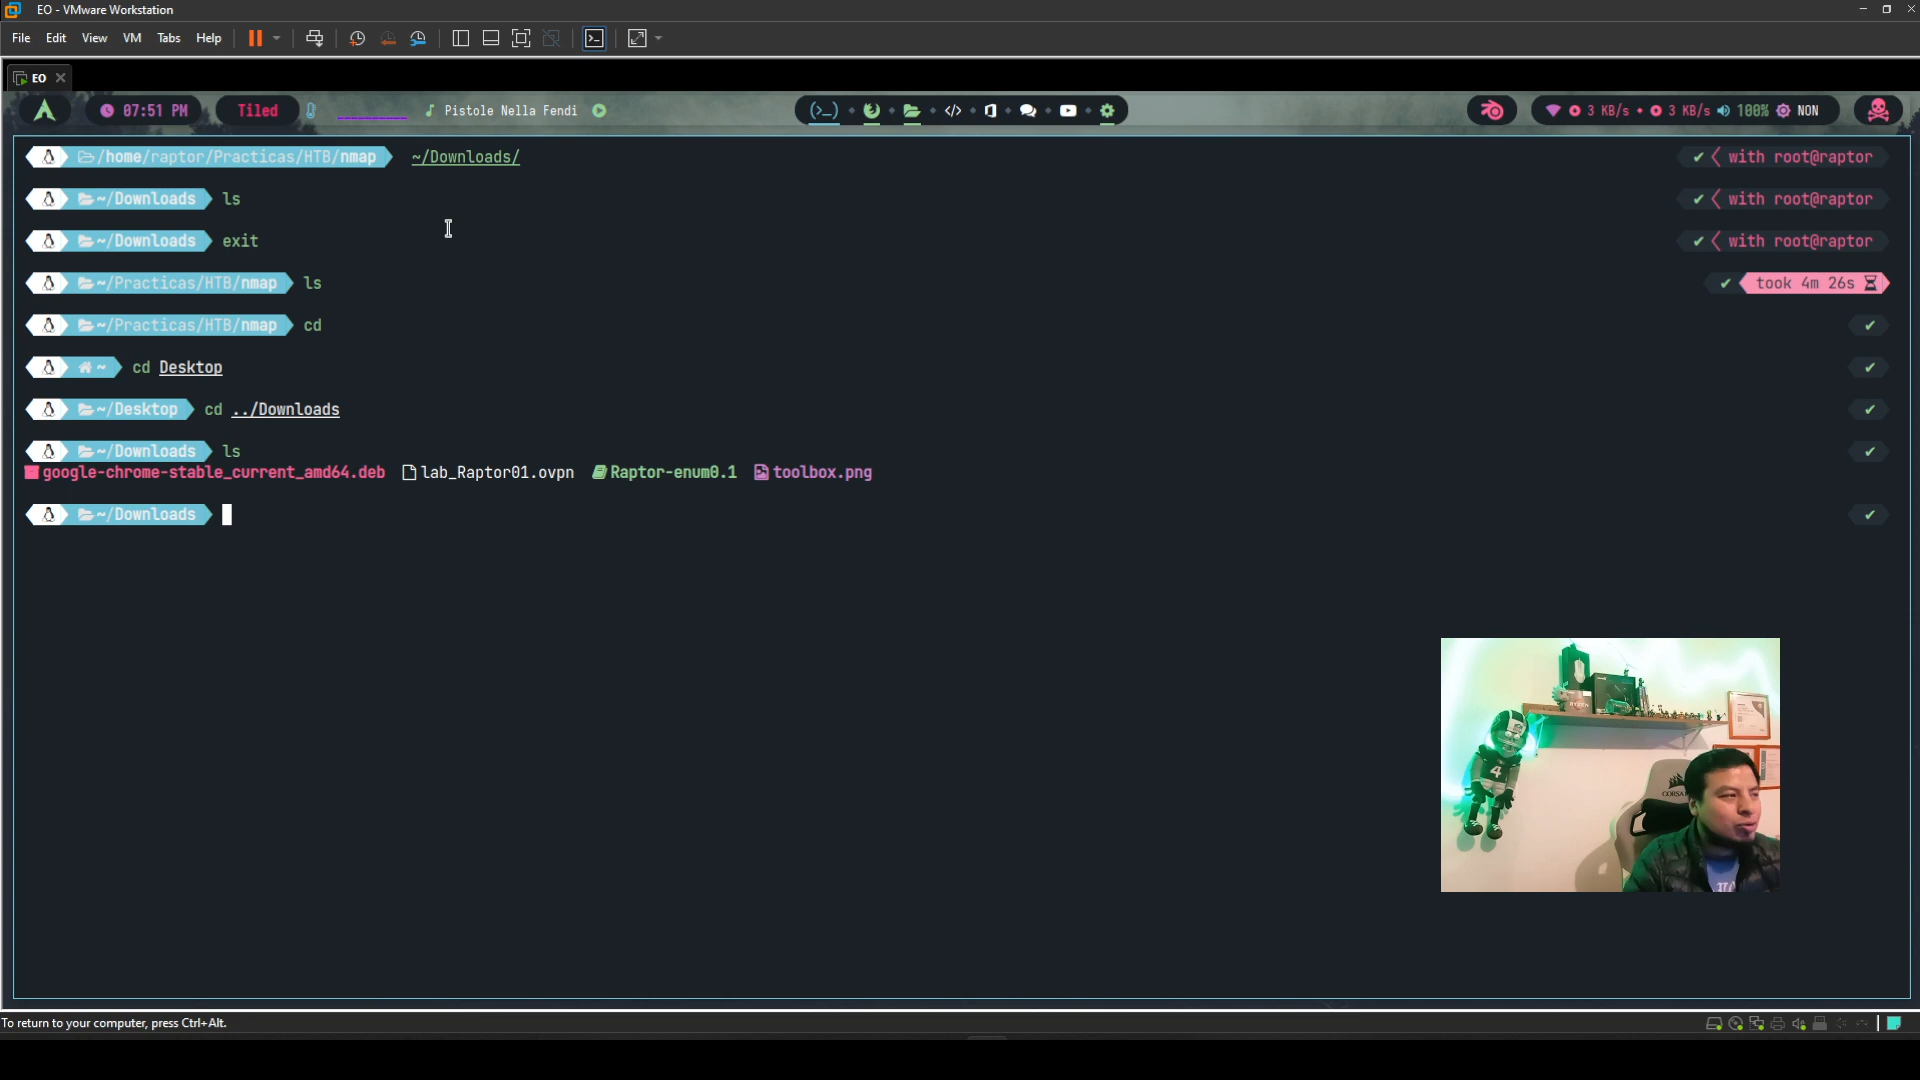 EO - VMware Workstation
File Edit View VM Tabs Help
EO
07:51 PM Tiled Pistole Nella Fendi 3 KB/s 3 KB/s 100% NON
/home/raptor/Practicas/HTB/nmap ~/Downloads/ ✔ with root@raptor
~/Downloads ls ✔ with root@raptor
~/Downloads exit ✔ with root@raptor
~/Practicas/HTB/nmap ls ✔ took 4m 26s
~/Practicas/HTB/nmap cd ✔
~ cd Desktop ✔
~/Desktop cd ../Downloads ✔
~/Downloads ls ✔
google-chrome-stable_current_amd64.deb lab_Raptor01.ovpn Raptor-enum0.1 toolbox.png
~/Downloads ✔
RYZEN
4
To return to your computer, press Ctrl+Alt.